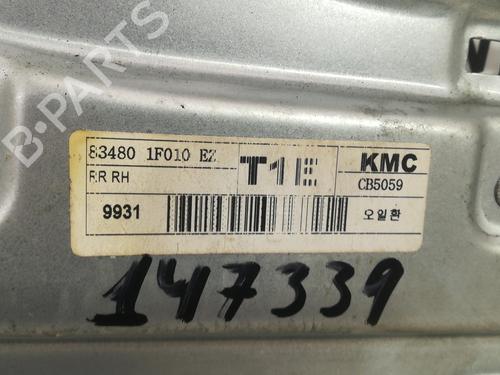 B-PARTS
83480 1F010 EZ T1E KMC
RR RH CB5059
9931 오일환
147339